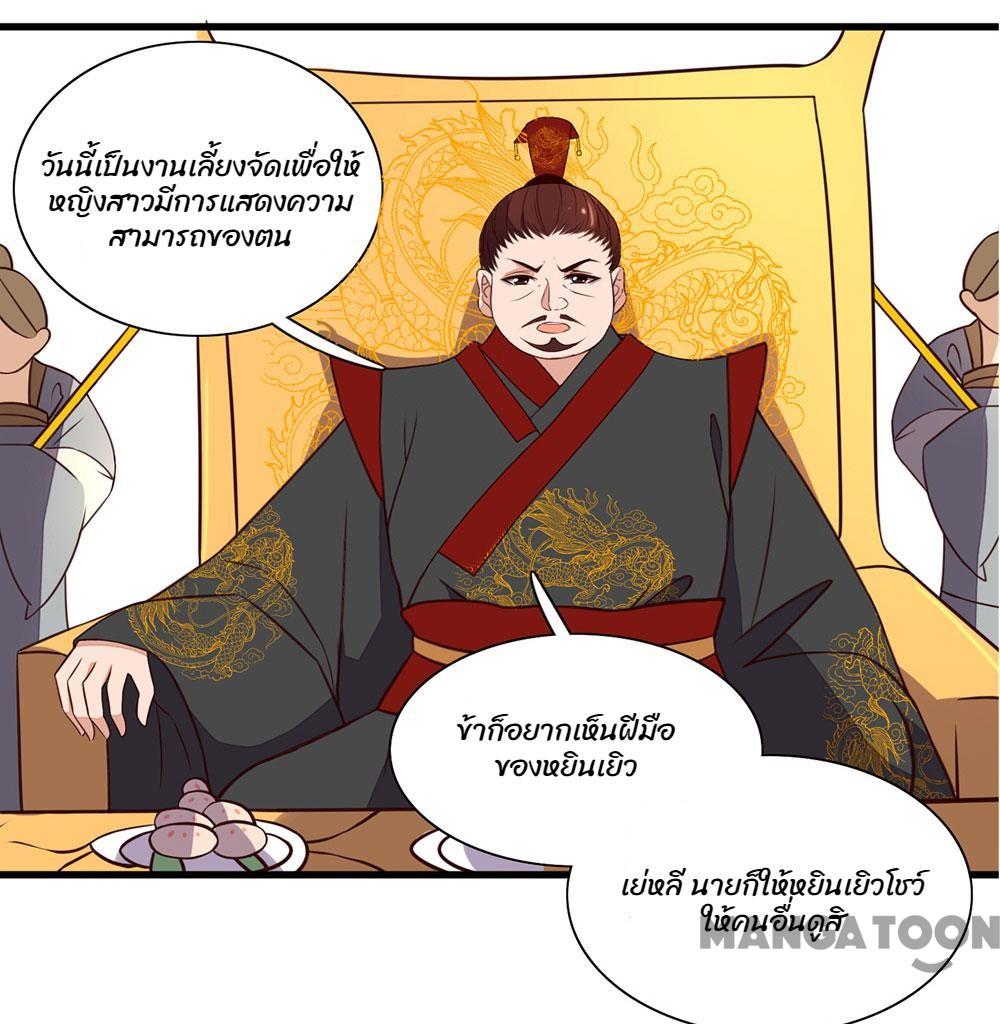 วันนี้เป็นงานเลี้ยงจัดเพื่อให้
หญิงสาวมีการแสดงความ
สามารถของตน
ข้าก็อยากเห็นฝีมือ
ของหยินเยิว
เย่หลี นายก็ให้หยินเยิวโชว์
ให้คนอื่นดูสิ
MANGATOON